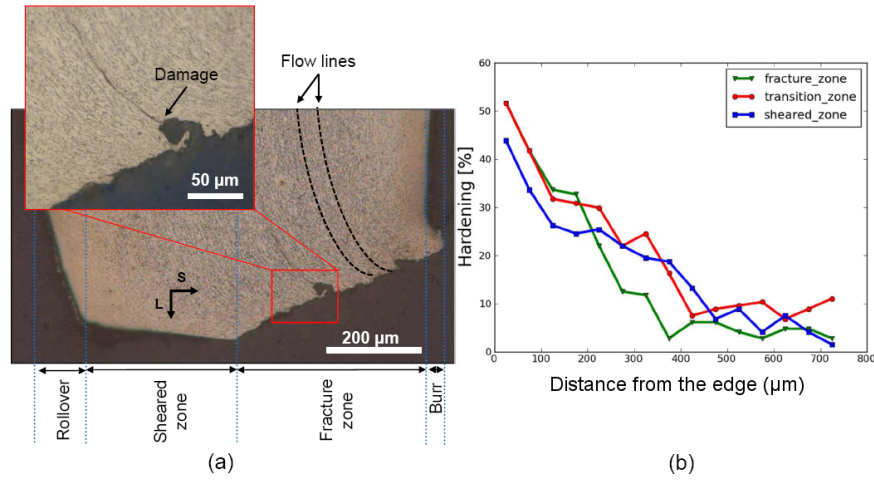 Damage
Flow lines
50 µm
S
L
200 µm
Rollover
Sheared
zone
Fracture
zone
Burr
(a)
60
50
40
30
20
10
0
Hardening [%]
fracture_zone
transition_zone
sheared_zone
0 100 200 300 400 500 600 700 800
Distance from the edge (µm)
(b)